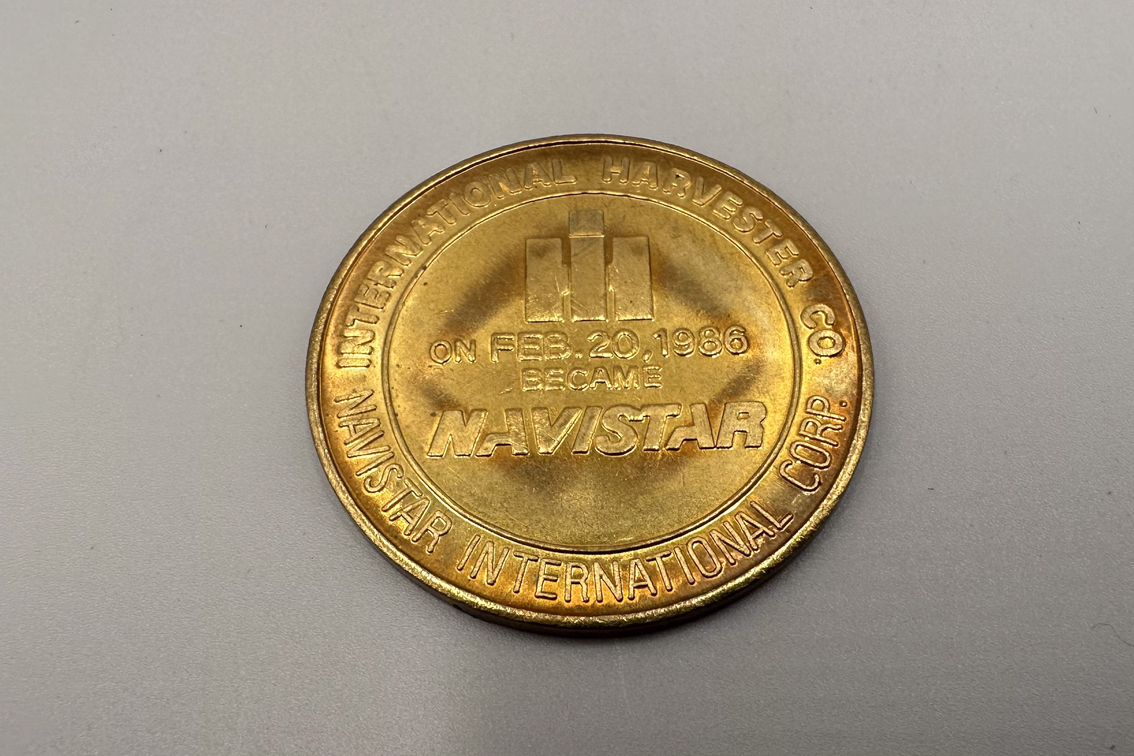 INTERNATIONAL HARVESTER CO.
ON FEB. 20, 1986
BECAME
NAVISTAR
NAVISTAR INTERNATIONAL CORP.